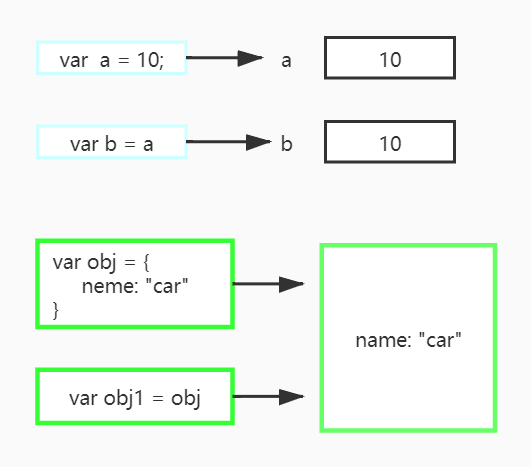 var a = 10;
a
10
var b = a
b
10
var obj = {
neme: "car"
}
name: "car"
var obj1 = obj